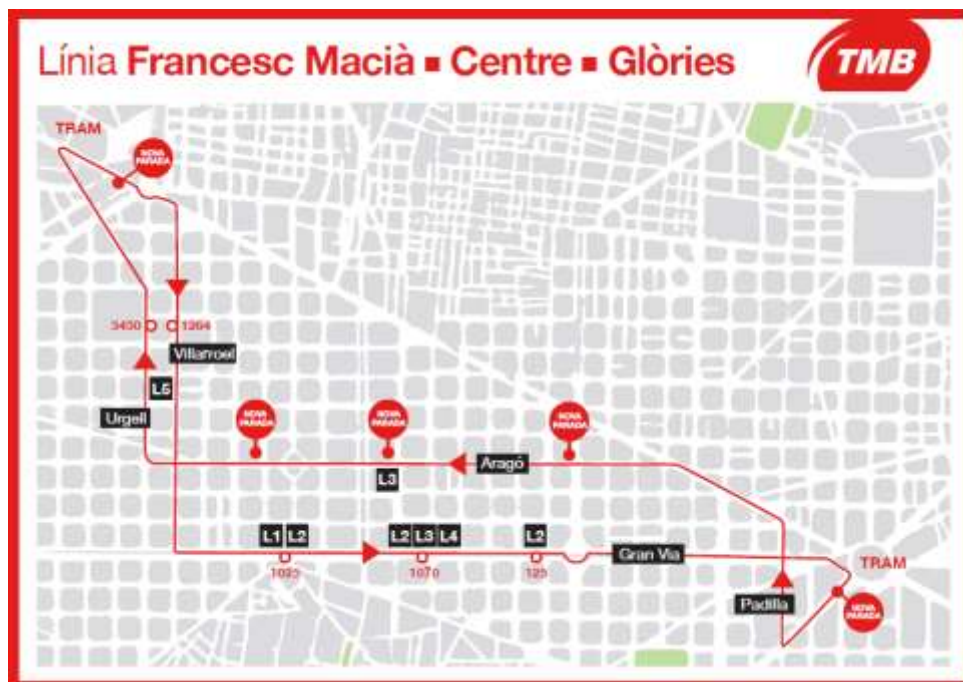 Línia Francesc Macià ■ Centre ■ Glòries
TMB
TRAM
NOVA
PARADA
3430
1264
Villarroel
L5
Urgell
NOVA
PARADA
NOVA
PARADA
NOVA
PARADA
Aragó
L3
L1 L2
L2 L3 L4
L2
Gran Via
TRAM
1070
125
Padilla
NOVA
PARADA